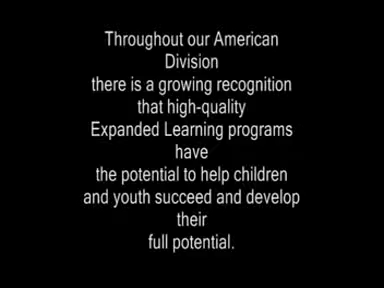 Throughout our American
Division
there is a growing recognition
that high-quality
Expanded Learning programs
have
the potential to help children
and youth succeed and develop
their
full potential.